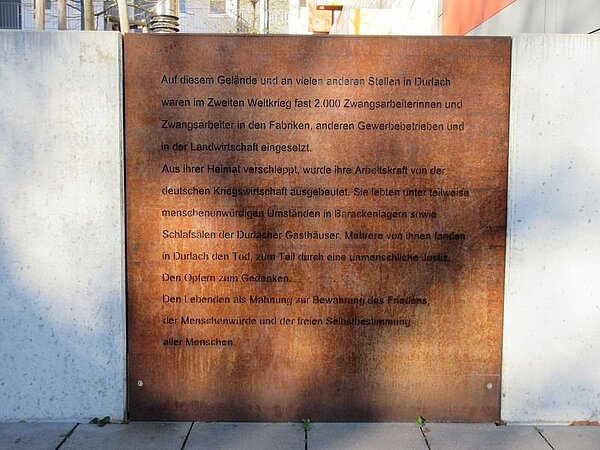 Auf diesem Gelände und an vielen anderen Stellen in Durlach
waren im Zweiten Weltkrieg fast 2.000 Zwangsarbeiterinnen und
Zwangsarbeiter in den Fabriken, anderen Gewerbebetrieben und
in der Landwirtschaft eingesetzt.
Aus ihrer Heimat verschleppt, wurde ihre Arbeitskraft von der
deutschen Kriegswirtschaft ausgebeutet. Sie lebten unter teilweise
menschenunwürdigen Umständen in Barackenlagern sowie
Schlafsälen der Durlacher Gasthäuser. Mehrere von ihnen fanden
in Durlach den Tod, zum Teil durch eine unmenschliche Justiz.
Den Opfern zum Gedenken.
Den Lebenden als Mahnung zur Bewahrung des Friedens,
der Menschenwürde und der freien Selbstbestimmung
aller Menschen.